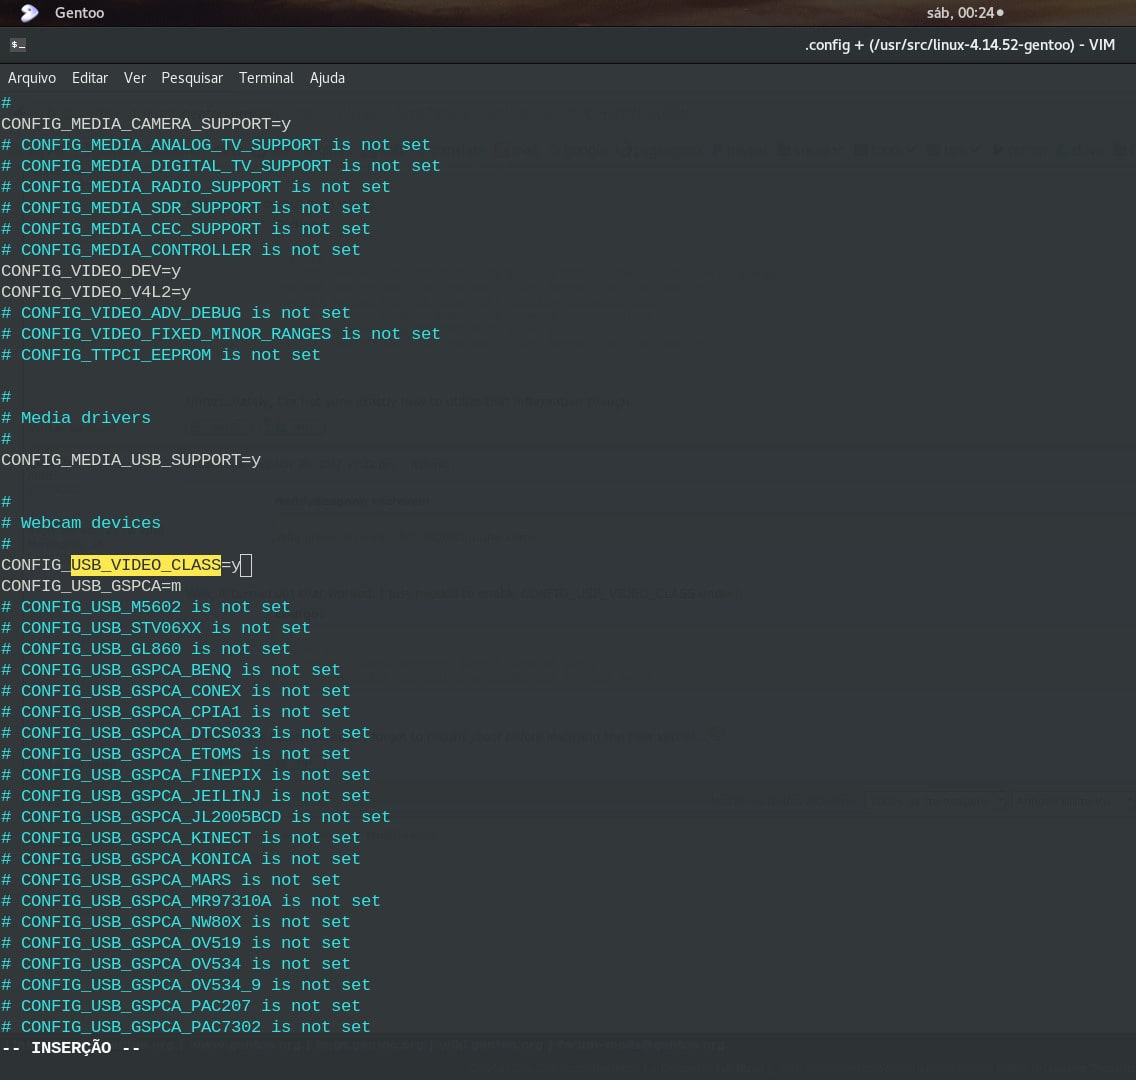 Gentoo
sáb, 00:24
.config + (/usr/src/linux-4.14.52-gentoo) - VIM
Arquivo Editar Ver Pesquisar Terminal Ajuda
#
CONFIG_MEDIA_CAMERA_SUPPORT=y
# CONFIG_MEDIA_ANALOG_TV_SUPPORT is not set
# CONFIG_MEDIA_DIGITAL_TV_SUPPORT is not set
# CONFIG_MEDIA_RADIO_SUPPORT is not set
# CONFIG_MEDIA_SDR_SUPPORT is not set
# CONFIG_MEDIA_CEC_SUPPORT is not set
# CONFIG_MEDIA_CONTROLLER is not set
CONFIG_VIDEO_DEV=y
CONFIG_VIDEO_V4L2=y
# CONFIG_VIDEO_ADV_DEBUG is not set
# CONFIG_VIDEO_FIXED_MINOR_RANGES is not set
# CONFIG_TTPCI_EEPROM is not set
#
# Media drivers
#
CONFIG_MEDIA_USB_SUPPORT=y
#
# Webcam devices
#
CONFIG_USB_VIDEO_CLASS=y
CONFIG_USB_GSPCA=m
# CONFIG_USB_M5602 is not set
# CONFIG_USB_STV06XX is not set
# CONFIG_USB_GL860 is not set
# CONFIG_USB_GSPCA_BENQ is not set
# CONFIG_USB_GSPCA_CONEX is not set
# CONFIG_USB_GSPCA_CPIA1 is not set
# CONFIG_USB_GSPCA_DTCS033 is not set
# CONFIG_USB_GSPCA_ETOMS is not set
# CONFIG_USB_GSPCA_FINEPIX is not set
# CONFIG_USB_GSPCA_JEILINJ is not set
# CONFIG_USB_GSPCA_JL2005BCD is not set
# CONFIG_USB_GSPCA_KINECT is not set
# CONFIG_USB_GSPCA_KONICA is not set
# CONFIG_USB_GSPCA_MARS is not set
# CONFIG_USB_GSPCA_MR97310A is not set
# CONFIG_USB_GSPCA_NW80X is not set
# CONFIG_USB_GSPCA_OV519 is not set
# CONFIG_USB_GSPCA_OV534 is not set
# CONFIG_USB_GSPCA_OV534_9 is not set
# CONFIG_USB_GSPCA_PAC207 is not set
# CONFIG_USB_GSPCA_PAC7302 is not set
-- INSERÇÃO --